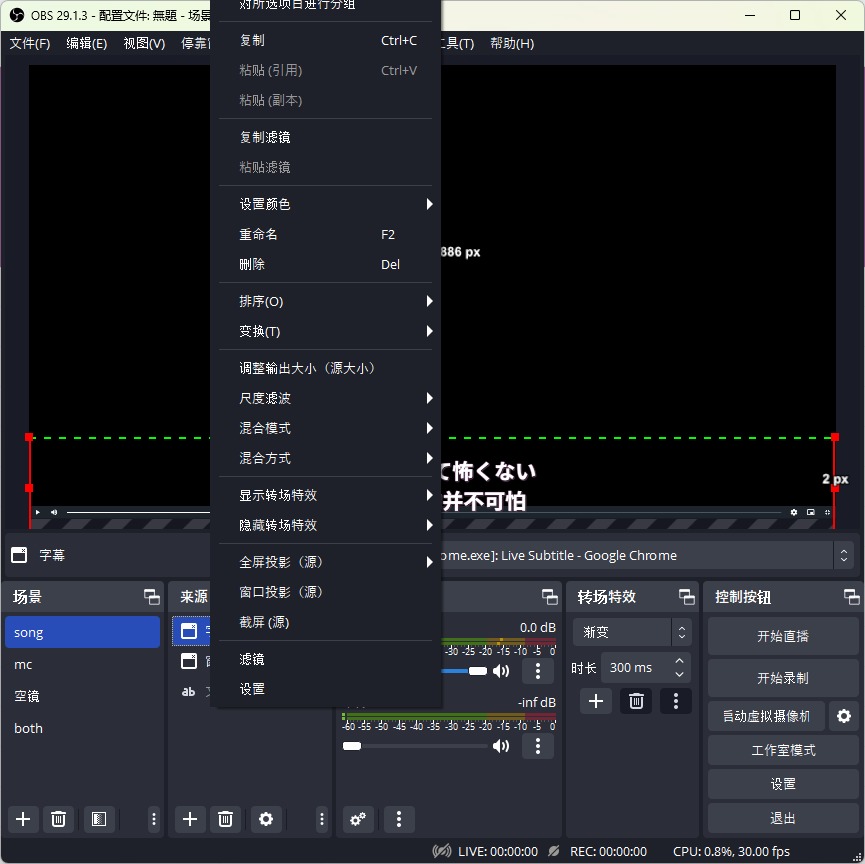 OBS 29.1.3 - 配置文件: 無題 - 场景
文件(F) 编辑(E) 视图(V) 停靠 工具(T) 帮助(H)
对所选项目进行分组
复制 Ctrl+C
粘贴 (引用) Ctrl+V
粘贴 (副本)
复制滤镜
粘贴滤镜
设置颜色
重命名 F2
删除 Del
排序(O)
变换(T)
调整输出大小（源大小）
尺度滤波
混合模式
混合方式
显示转场特效
隐藏转场特效
全屏投影（源）
窗口投影（源）
截屏 (源)
滤镜
设置
886 px
2 px
て怖くない
并不可怕
字幕
ome.exe]: Live Subtitle - Google Chrome
场景
song
mc
空镜
both
来源
ab
0.0 dB
-30 -25 -20 -15 -10 -5 0
-inf dB
-60 -55 -50 -45 -40 -35 -30 -25 -20 -15 -10 -5 0
转场特效
渐变
时长 300 ms
控制按钮
开始直播
开始录制
启动虚拟摄像机
工作室模式
设置
退出
LIVE: 00:00:00 REC: 00:00:00 CPU: 0.8%, 30.00 fps